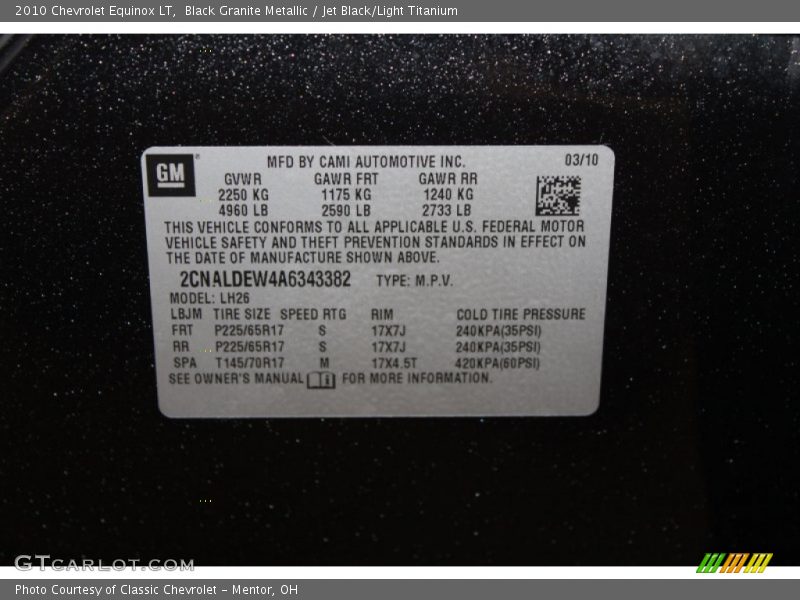 2010 Chevrolet Equinox LT, Black Granite Metallic / Jet Black/Light Titanium
GM
MFD BY CAMI AUTOMOTIVE INC. 03/10
GVWR GAWR FRT GAWR RR
2250 KG 1175 KG 1240 KG
4960 LB 2590 LB 2733 LB
THIS VEHICLE CONFORMS TO ALL APPLICABLE U.S. FEDERAL MOTOR
VEHICLE SAFETY AND THEFT PREVENTION STANDARDS IN EFFECT ON
THE DATE OF MANUFACTURE SHOWN ABOVE.
2CNALDEW4A6343382 TYPE: M.P.V.
MODEL: LH26
LBJM TIRE SIZE SPEED RTG RIM COLD TIRE PRESSURE
FRT P225/65R17 S 17X7J 240KPA(35PSI)
RR P225/65R17 S 17X7J 240KPA(35PSI)
SPA T145/70R17 M 17X4.5T 420KPA(60PSI)
SEE OWNER'S MANUAL FOR MORE INFORMATION.
GTCARLOT.COM
Photo Courtesy of Classic Chevrolet - Mentor, OH